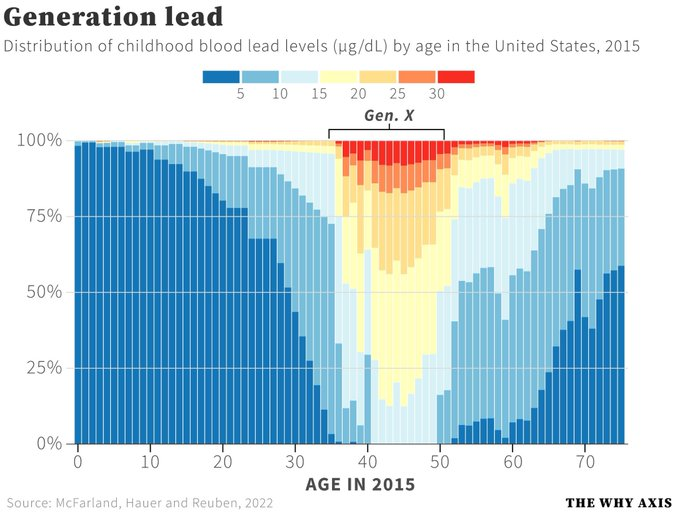 Generation lead
Distribution of childhood blood lead levels (µg/dL) by age in the United States, 2015
5 10 15 20 25 30
Gen. X
100%
75%
50%
25%
0%
0 10 20 30 40 50 60 70
AGE IN 2015
Source: McFarland, Hauer and Reuben, 2022
THE WHY AXIS